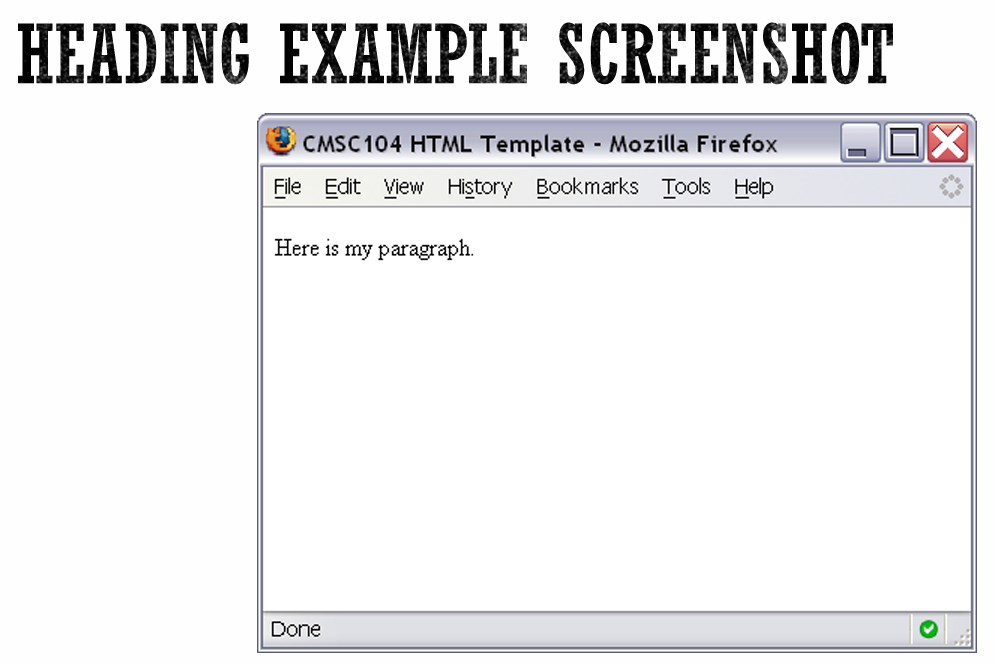 HEADING EXAMPLE SCREENSHOT
CMSC104 HTML Template - Mozilla Firefox
File Edit View History Bookmarks Tools Help
Here is my paragraph.
Done